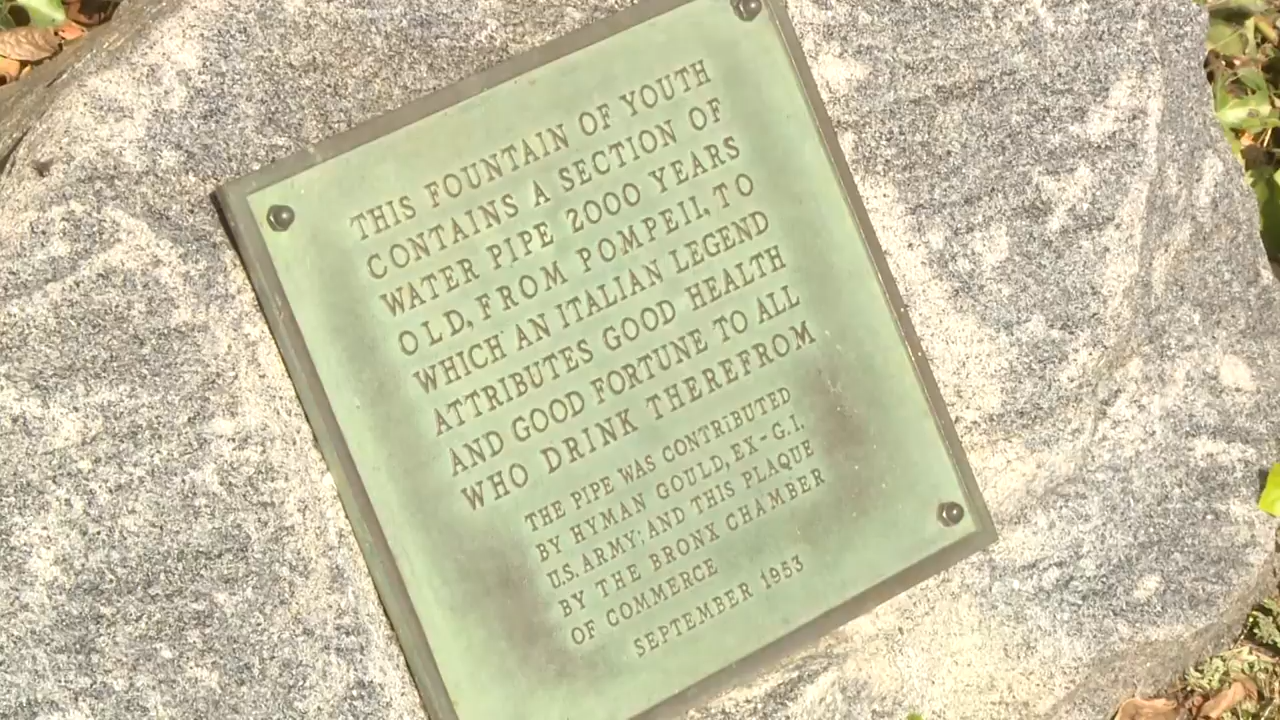 THIS FOUNTAIN OF YOUTH
CONTAINS A SECTION OF
WATER PIPE 2000 YEARS
OLD, FROM POMPEII, TO
WHICH AN ITALIAN LEGEND
ATTRIBUTES GOOD HEALTH
AND GOOD FORTUNE TO ALL
WHO DRINK THEREFROM
THE PIPE WAS CONTRIBUTED
BY HYMAN GOULD, EX-G.I.
U.S. ARMY; AND THIS PLAQUE
BY THE BRONX CHAMBER
OF COMMERCE
SEPTEMBER 1953